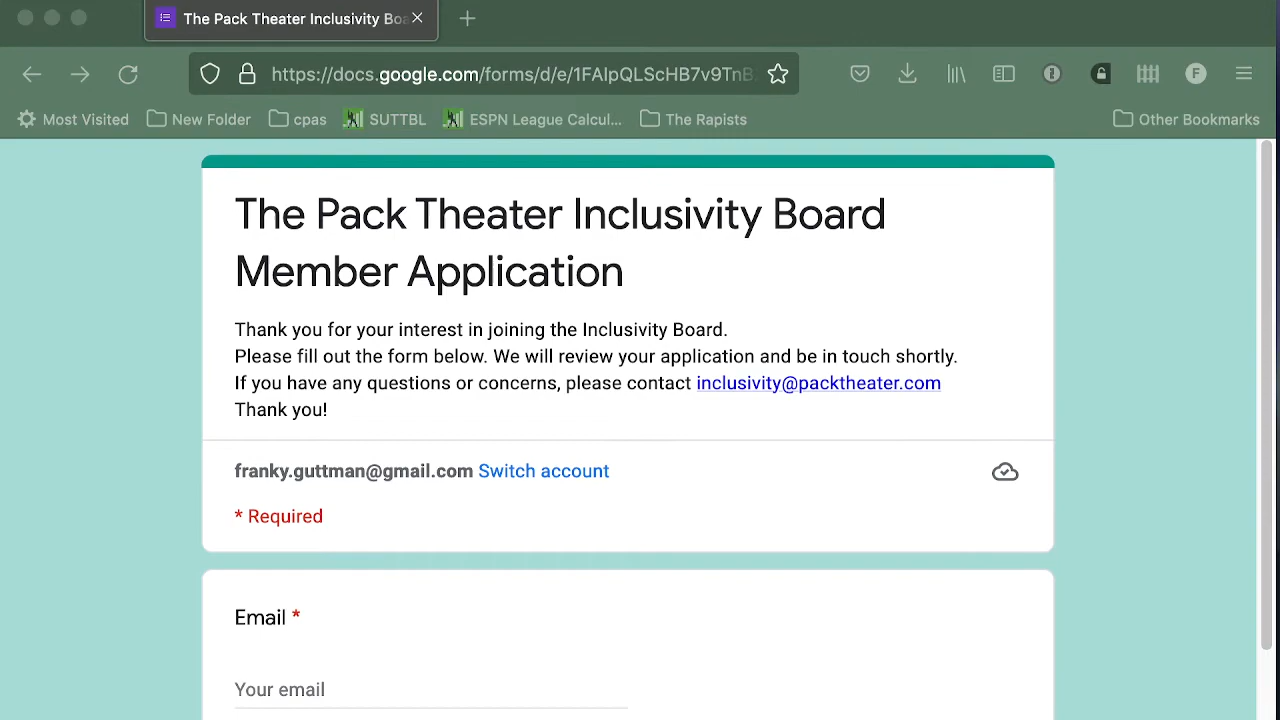 The Pack Theater Inclusivity Boa
https://docs.google.com/forms/d/e/1FAIpQLScHB7v9TnB
F
Most Visited New Folder cpas SUTTBL ESPN League Calcul... The Rapists Other Bookmarks
The Pack Theater Inclusivity Board
Member Application
Thank you for your interest in joining the Inclusivity Board.
Please fill out the form below. We will review your application and be in touch shortly.
If you have any questions or concerns, please contact inclusivity@packtheater.com
Thank you!
franky.guttman@gmail.com Switch account
* Required
Email *
Your email